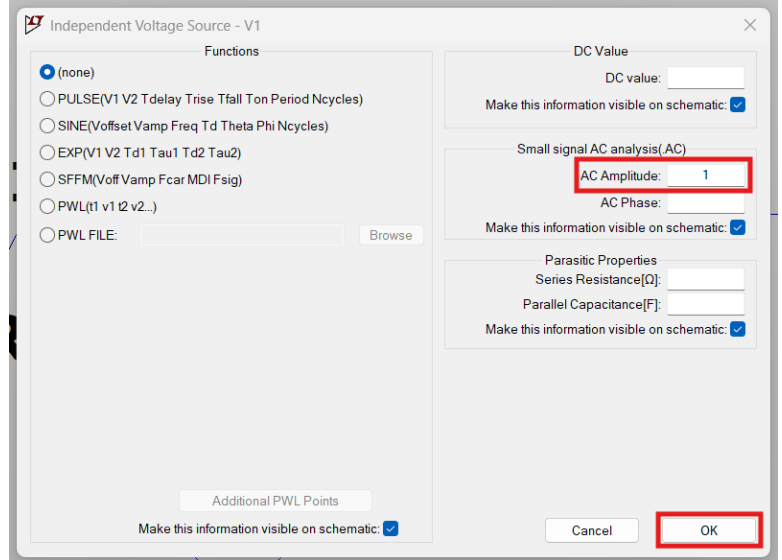 Independent Voltage Source - V1
Functions
(none)
PULSE(V1 V2 Tdelay Trise Tfall Ton Period Ncycles)
SINE(Voffset Vamp Freq Td Theta Phi Ncycles)
EXP(V1 V2 Td1 Tau1 Td2 Tau2)
SFFM(Voff Vamp Fcar MDI Fsig)
PWL(t1 v1 t2 v2...)
PWL FILE:
Browse
Additional PWL Points
Make this information visible on schematic:
DC Value
DC value:
Make this information visible on schematic:
Small signal AC analysis(.AC)
AC Amplitude: 1
AC Phase:
Make this information visible on schematic:
Parasitic Properties
Series Resistance[Ω]:
Parallel Capacitance[F]:
Make this information visible on schematic:
Cancel
OK